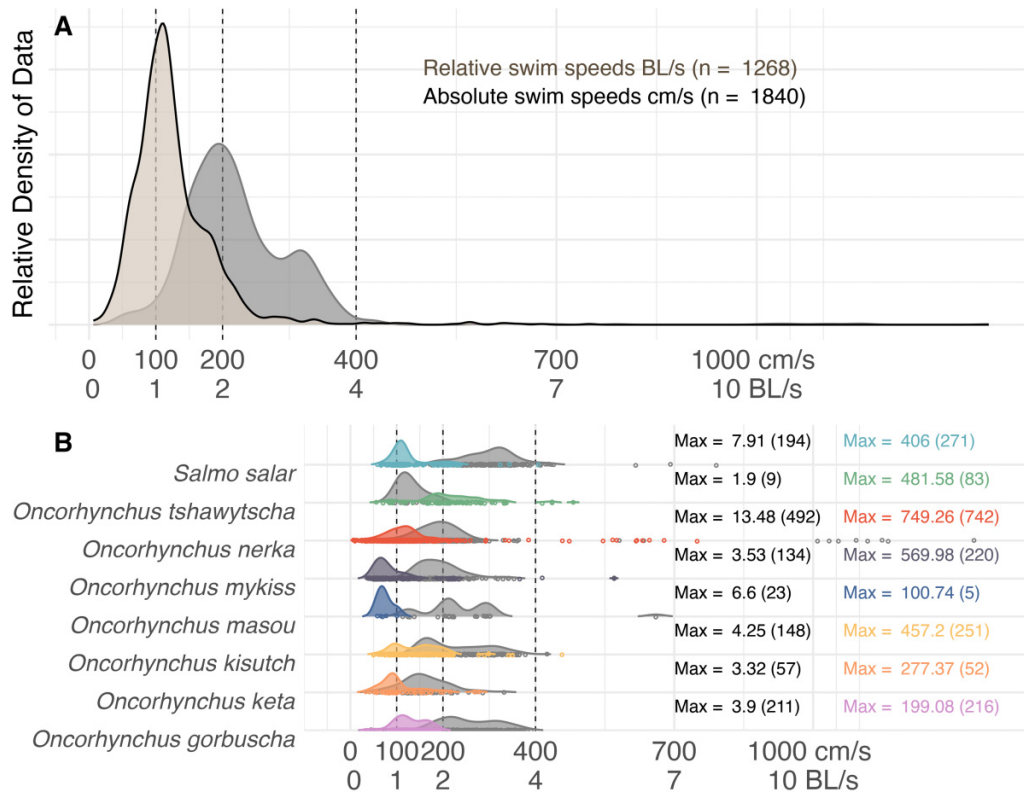 A
Relative Density of Data
Relative swim speeds BL/s (n = 1268)
Absolute swim speeds cm/s (n = 1840)
0 100 200 400 700 1000 cm/s
0 1 2 4 7 10 BL/s
B
Max = 7.91 (194) Max = 406 (271)
Salmo salar
Max = 1.9 (9) Max = 481.58 (83)
Oncorhynchus tshawytscha
Max = 13.48 (492) Max = 749.26 (742)
Oncorhynchus nerka
Max = 3.53 (134) Max = 569.98 (220)
Oncorhynchus mykiss
Max = 6.6 (23) Max = 100.74 (5)
Oncorhynchus masou
Max = 4.25 (148) Max = 457.2 (251)
Oncorhynchus kisutch
Max = 3.32 (57) Max = 277.37 (52)
Oncorhynchus keta
Max = 3.9 (211) Max = 199.08 (216)
Oncorhynchus gorbuscha
0 100 200 400 700 1000 cm/s
0 1 2 4 7 10 BL/s